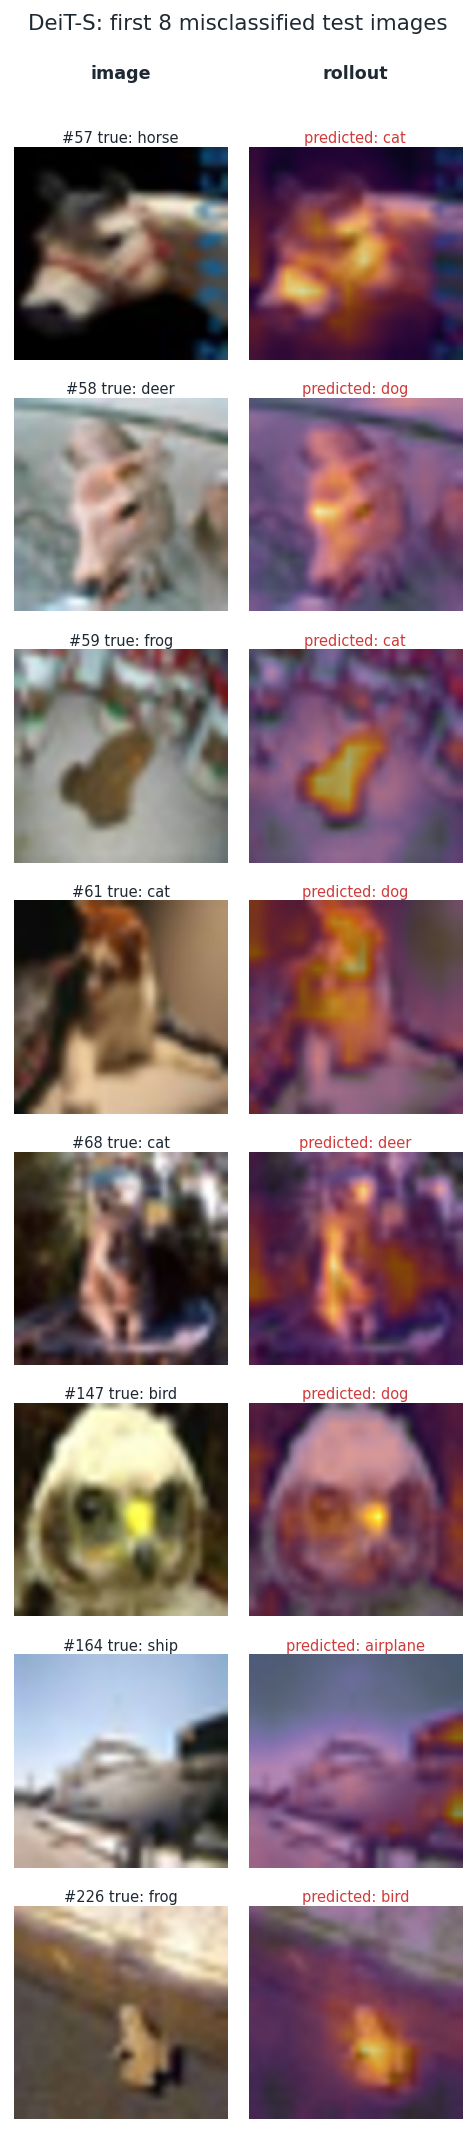 DeiT-S: first 8 misclassified test images
image rollout
#57 true: horse predicted: cat
#58 true: deer predicted: dog
#59 true: frog predicted: cat
#61 true: cat predicted: dog
#68 true: cat predicted: deer
#147 true: bird predicted: dog
#164 true: ship predicted: airplane
#226 true: frog predicted: bird